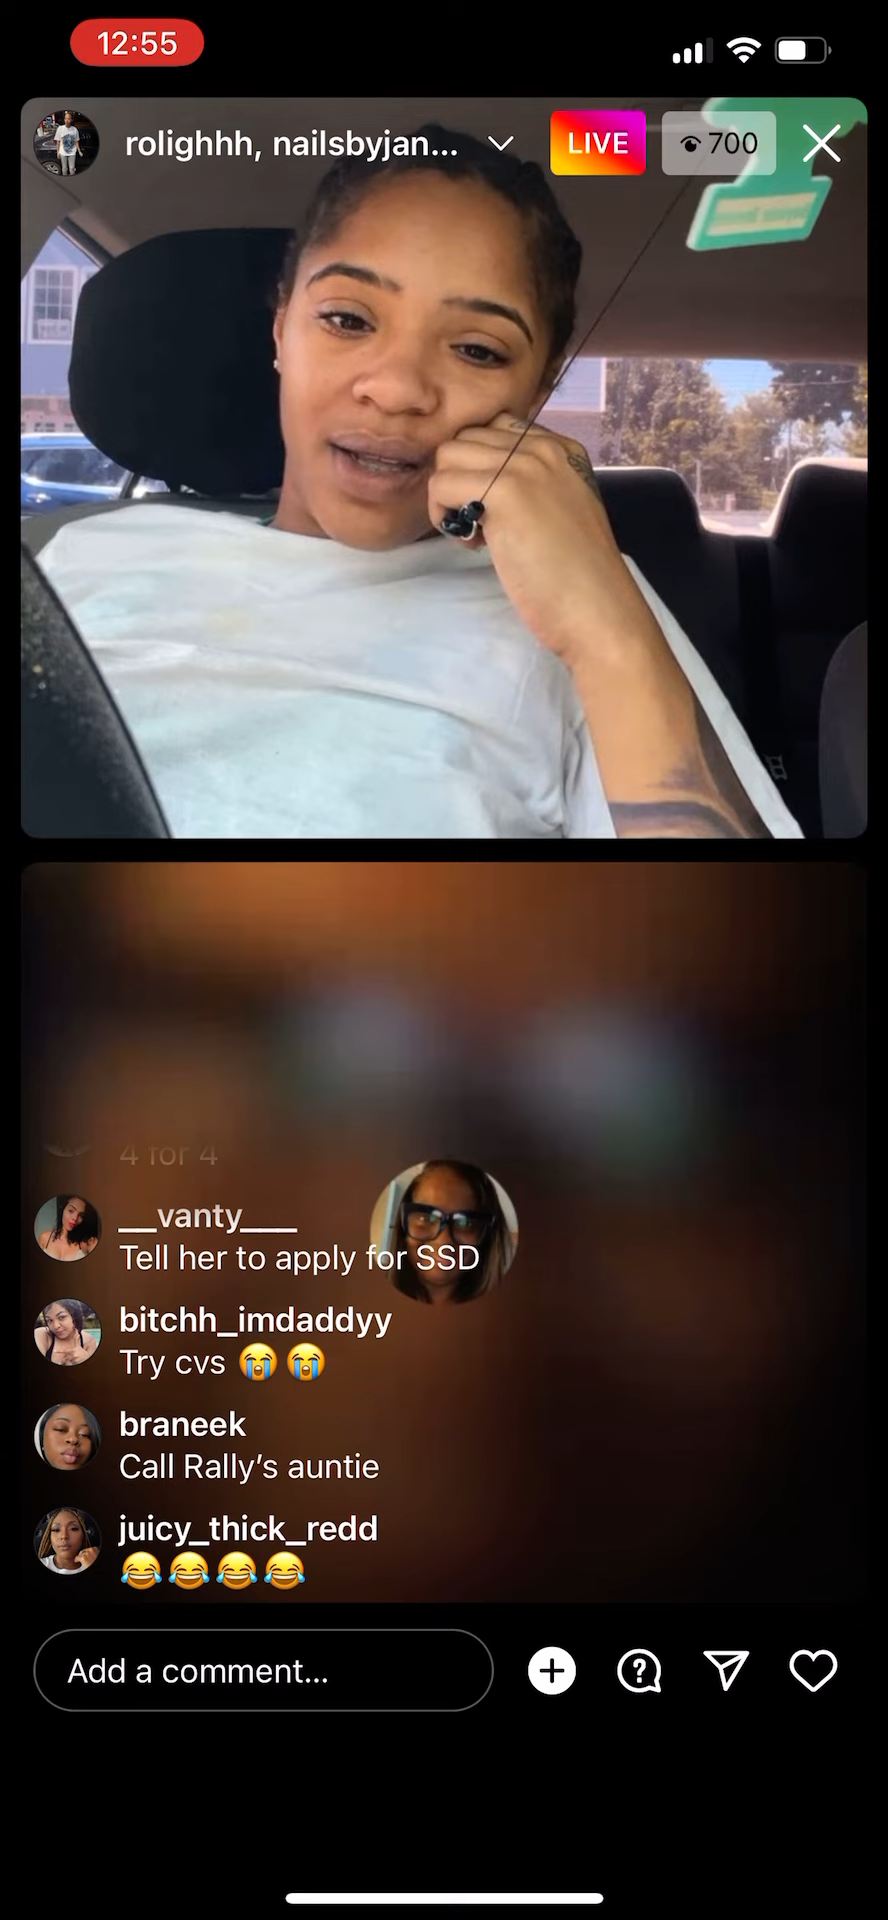 12:55
rolighhh, nailsbyjan...
LIVE
700
4 for 4
__vanty___
Tell her to apply for SSD
bitchh_imdaddyy
Try cvs 😭 😭
braneek
Call Rally's auntie
juicy_thick_redd
😂😂😂😂
Add a comment...